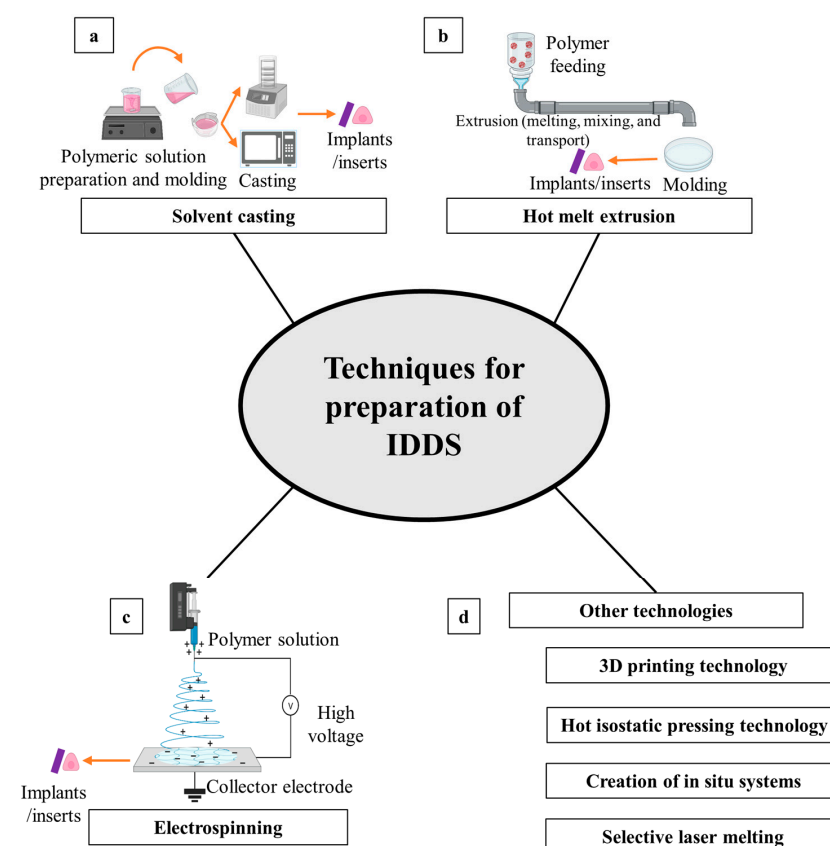 a
Polymeric solution
preparation and molding
Casting
Implants
/inserts
Solvent casting
b
Polymer
feeding
Extrusion (melting, mixing, and
transport)
Implants/inserts
Molding
Hot melt extrusion
Techniques for
preparation of
IDDS
c
Polymer solution
V
High
voltage
Collector electrode
Implants
/inserts
Electrospinning
d
Other technologies
3D printing technology
Hot isostatic pressing technology
Creation of in situ systems
Selective laser melting